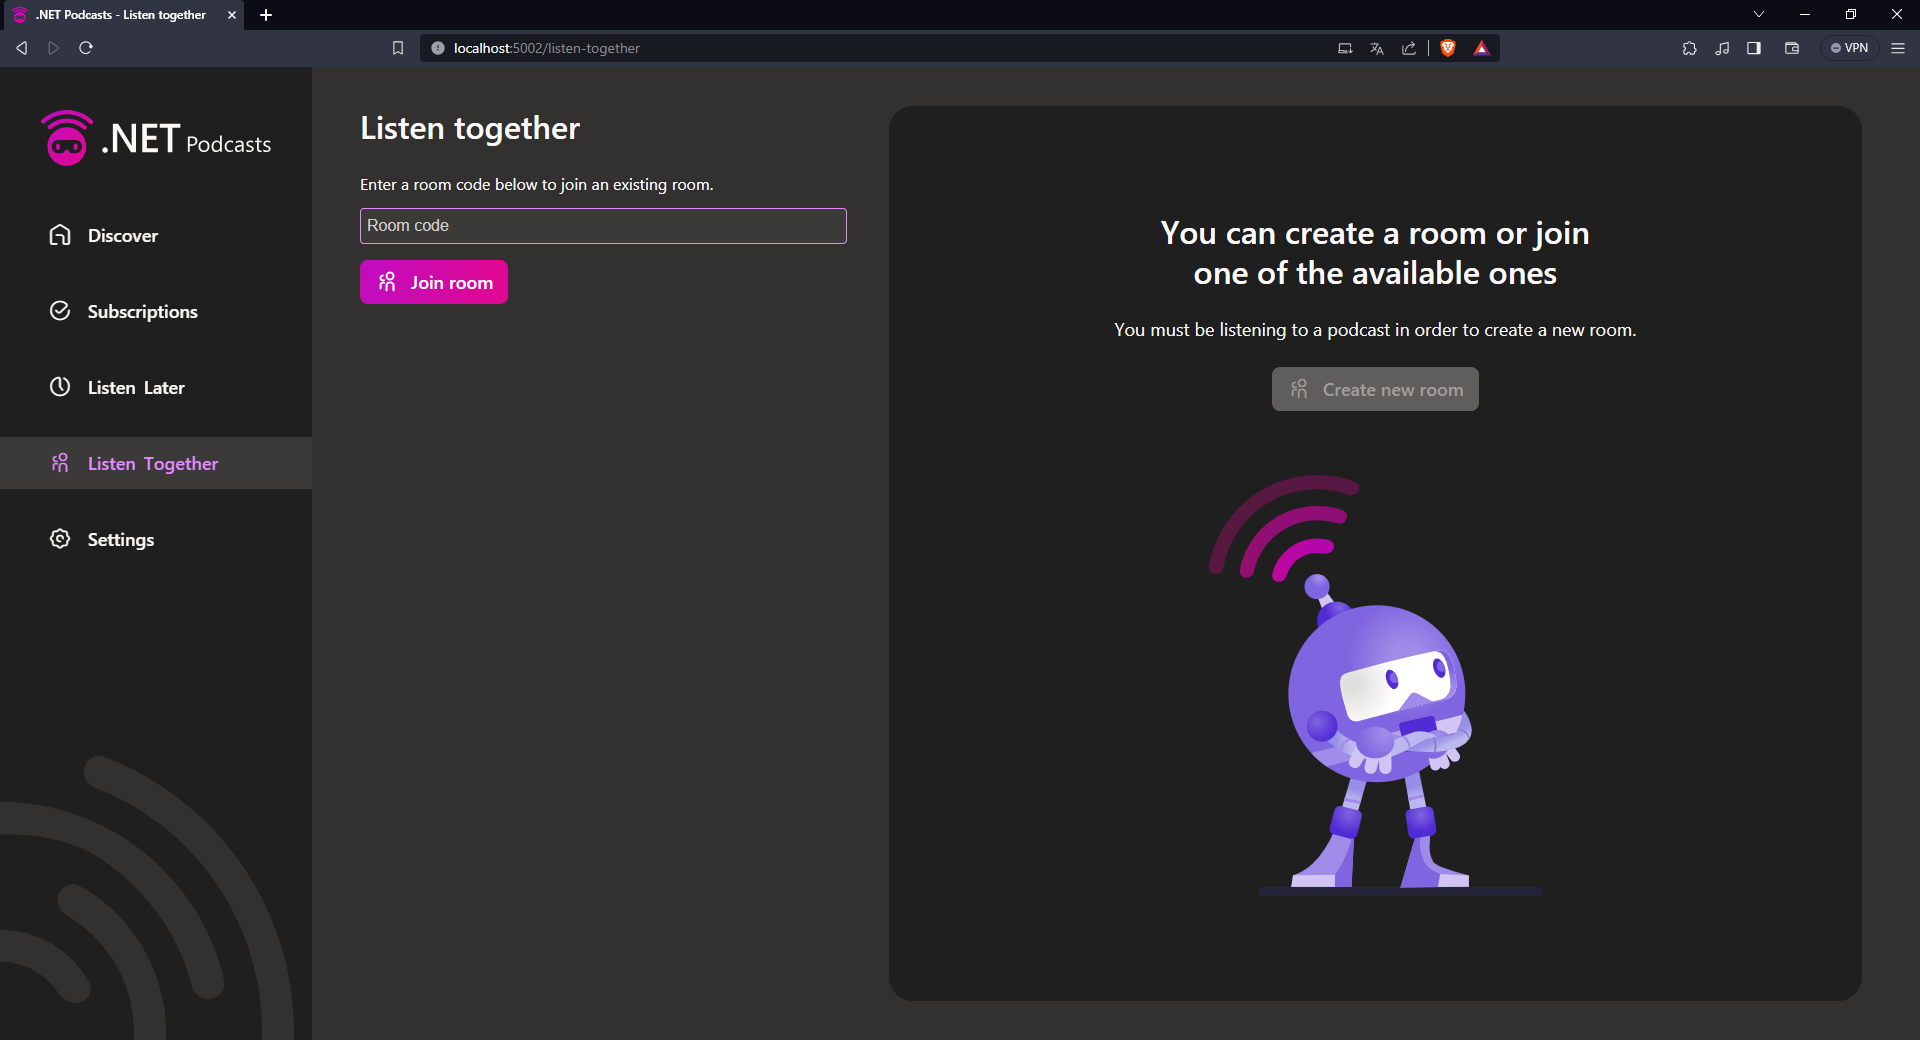 .NET Podcasts - Listen together
localhost:5002/listen-together
VPN
.NET Podcasts
Discover
Subscriptions
Listen Later
Listen Together
Settings
Listen together
Enter a room code below to join an existing room.
Room code
Join room
You can create a room or join
one of the available ones
You must be listening to a podcast in order to create a new room.
Create new room